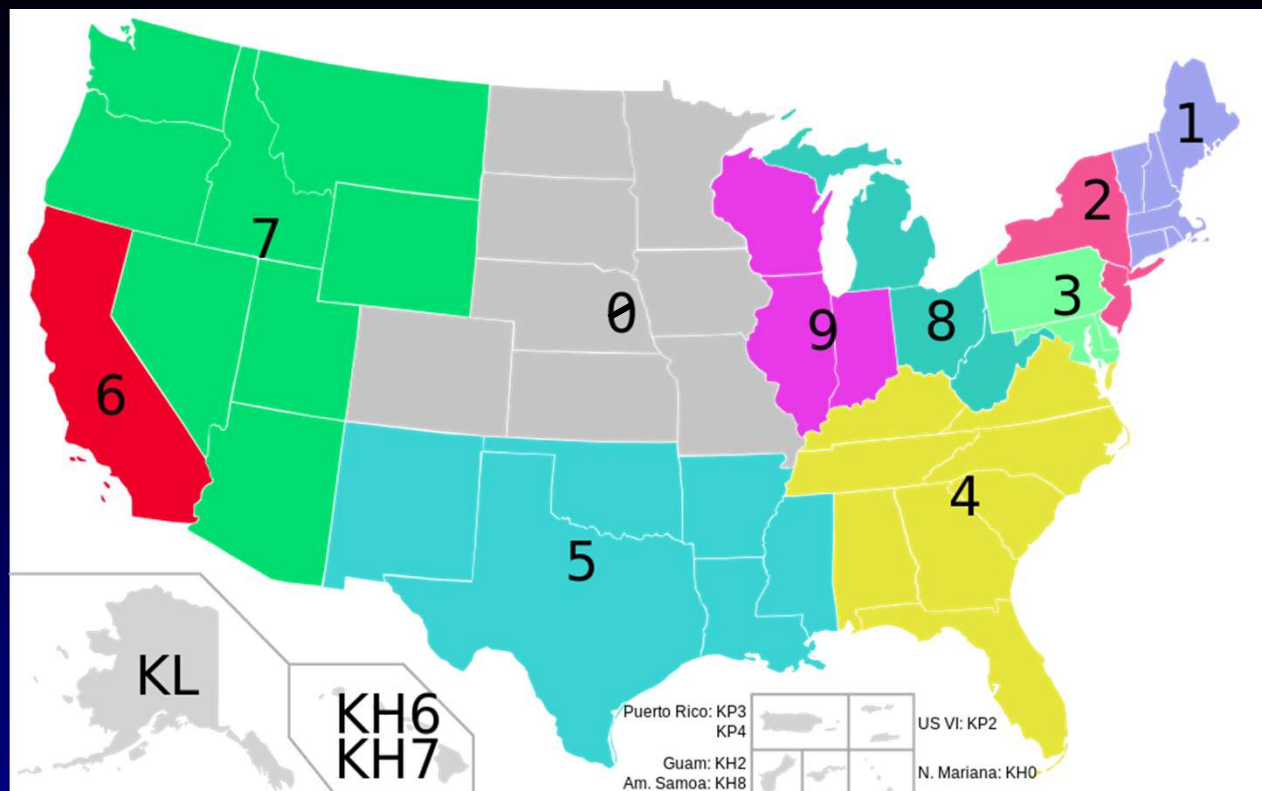 1
2
7
3
0
8
9
6
4
5
KL
KH6
KH7
Puerto Rico: KP3
KP4
US VI: KP2
Guam: KH2
Am. Samoa: KH8
N. Mariana: KH0